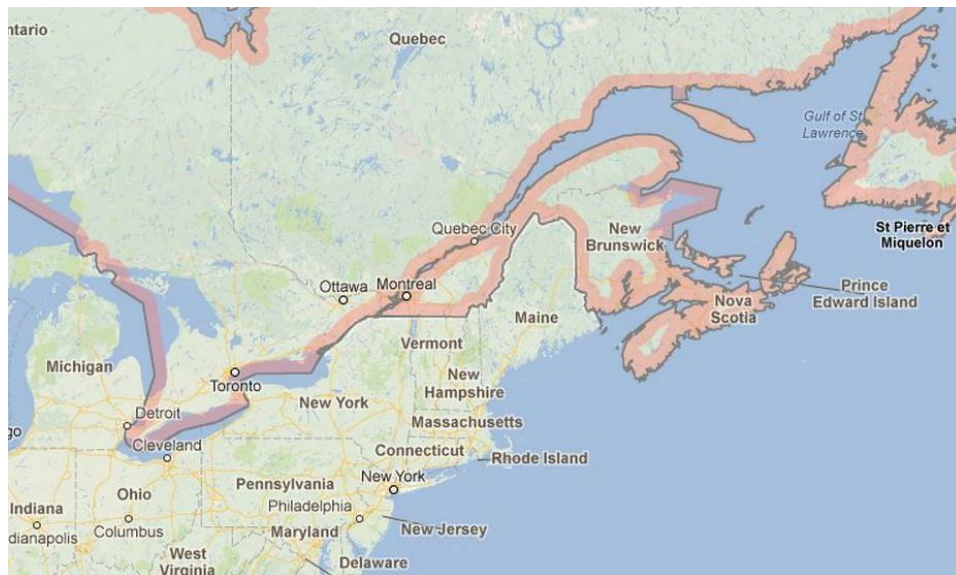 ntario
Quebec
Gulf of St
Lawrence
Quebec City
New
Brunswick
St Pierre et
Miquelon
Ottawa
Montreal
Prince
Edward Island
Nova
Scotia
Maine
Michigan
Vermont
Toronto
New
Hampshire
New York
Detroit
Massachusetts
go
Cleveland
Connecticut
Rhode Island
Pennsylvania
New York
Ohio
Indiana
Philadelphia
dianapolis
Columbus
New Jersey
Maryland
West
Virginia
Delaware